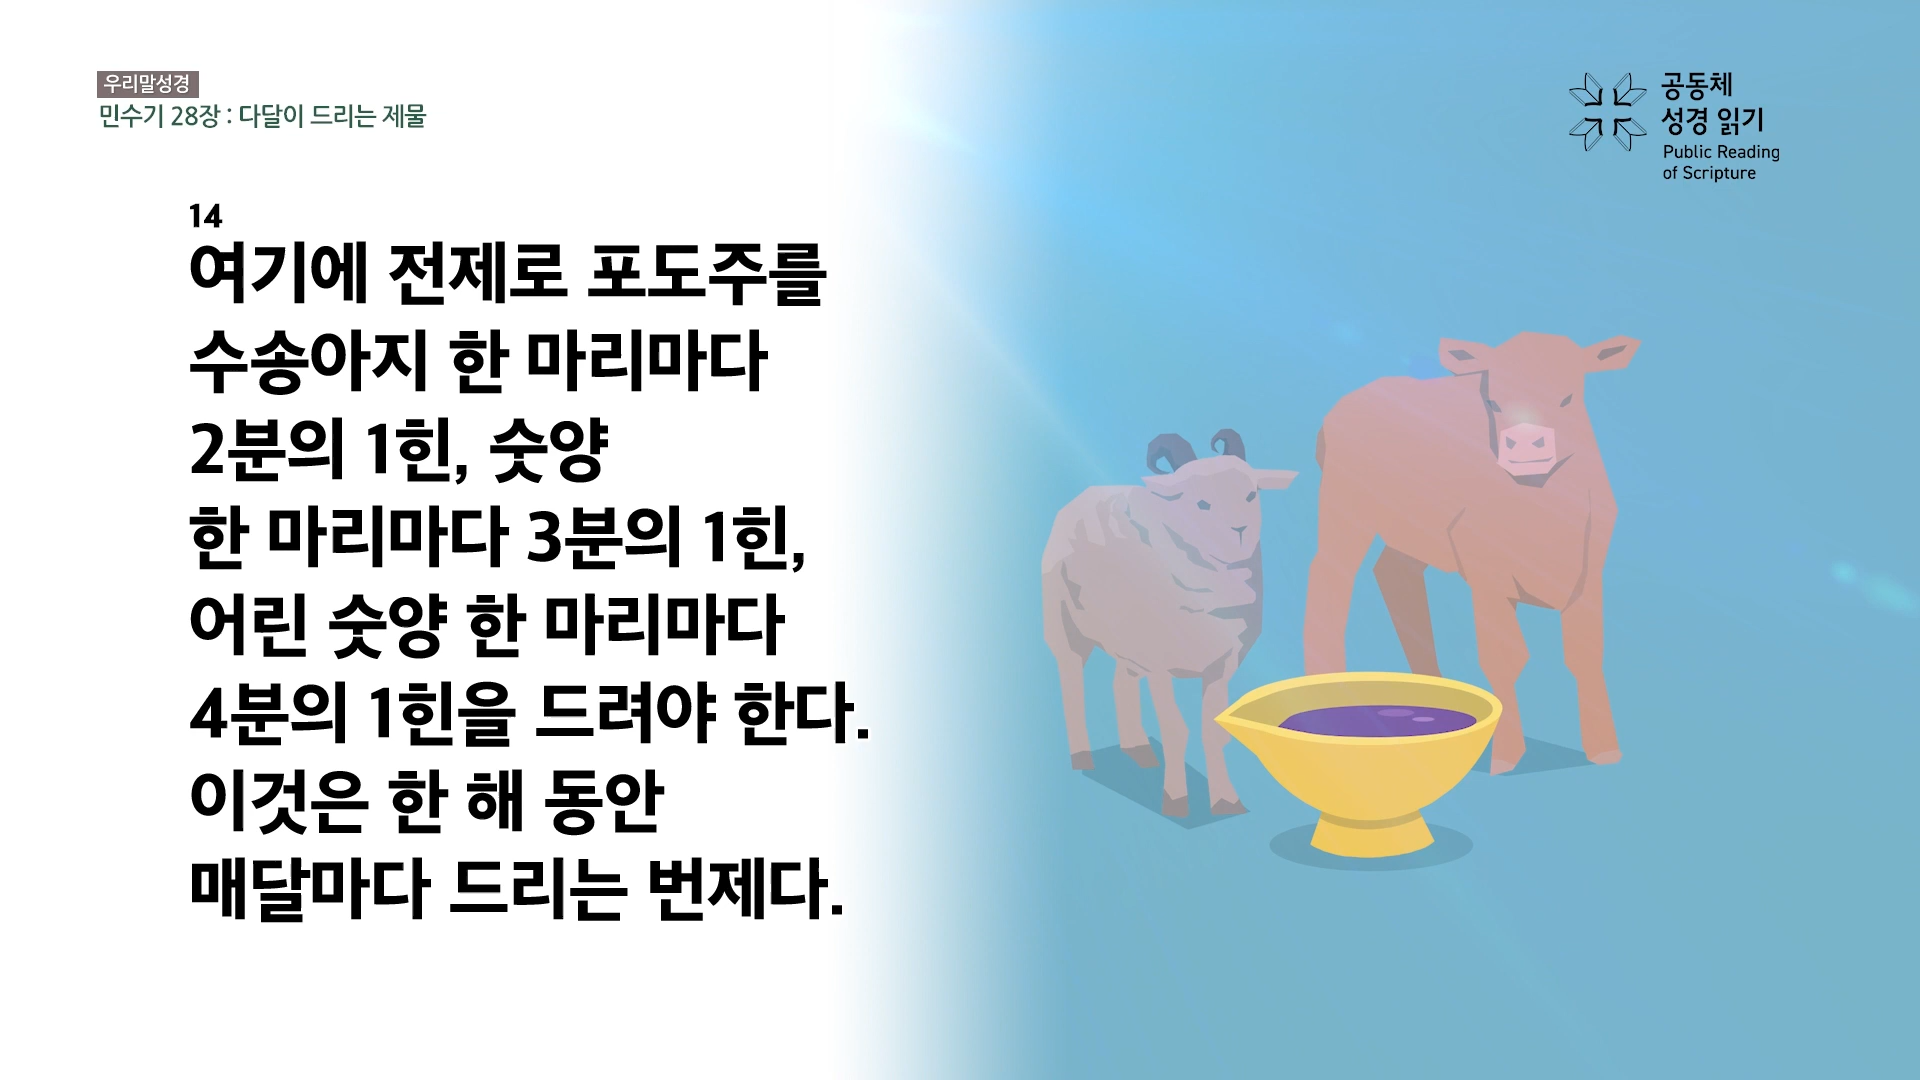 우리말성경
민수기 28장 : 다달이 드리는 제물
공동체
성경 읽기
Public Reading
of Scripture
14
여기에 전제로 포도주를
수송아지 한 마리마다
2분의 1힌, 숫양
한 마리마다 3분의 1힌,
어린 숫양 한 마리마다
4분의 1힌을 드려야 한다.
이것은 한 해 동안
매달마다 드리는 번제다.